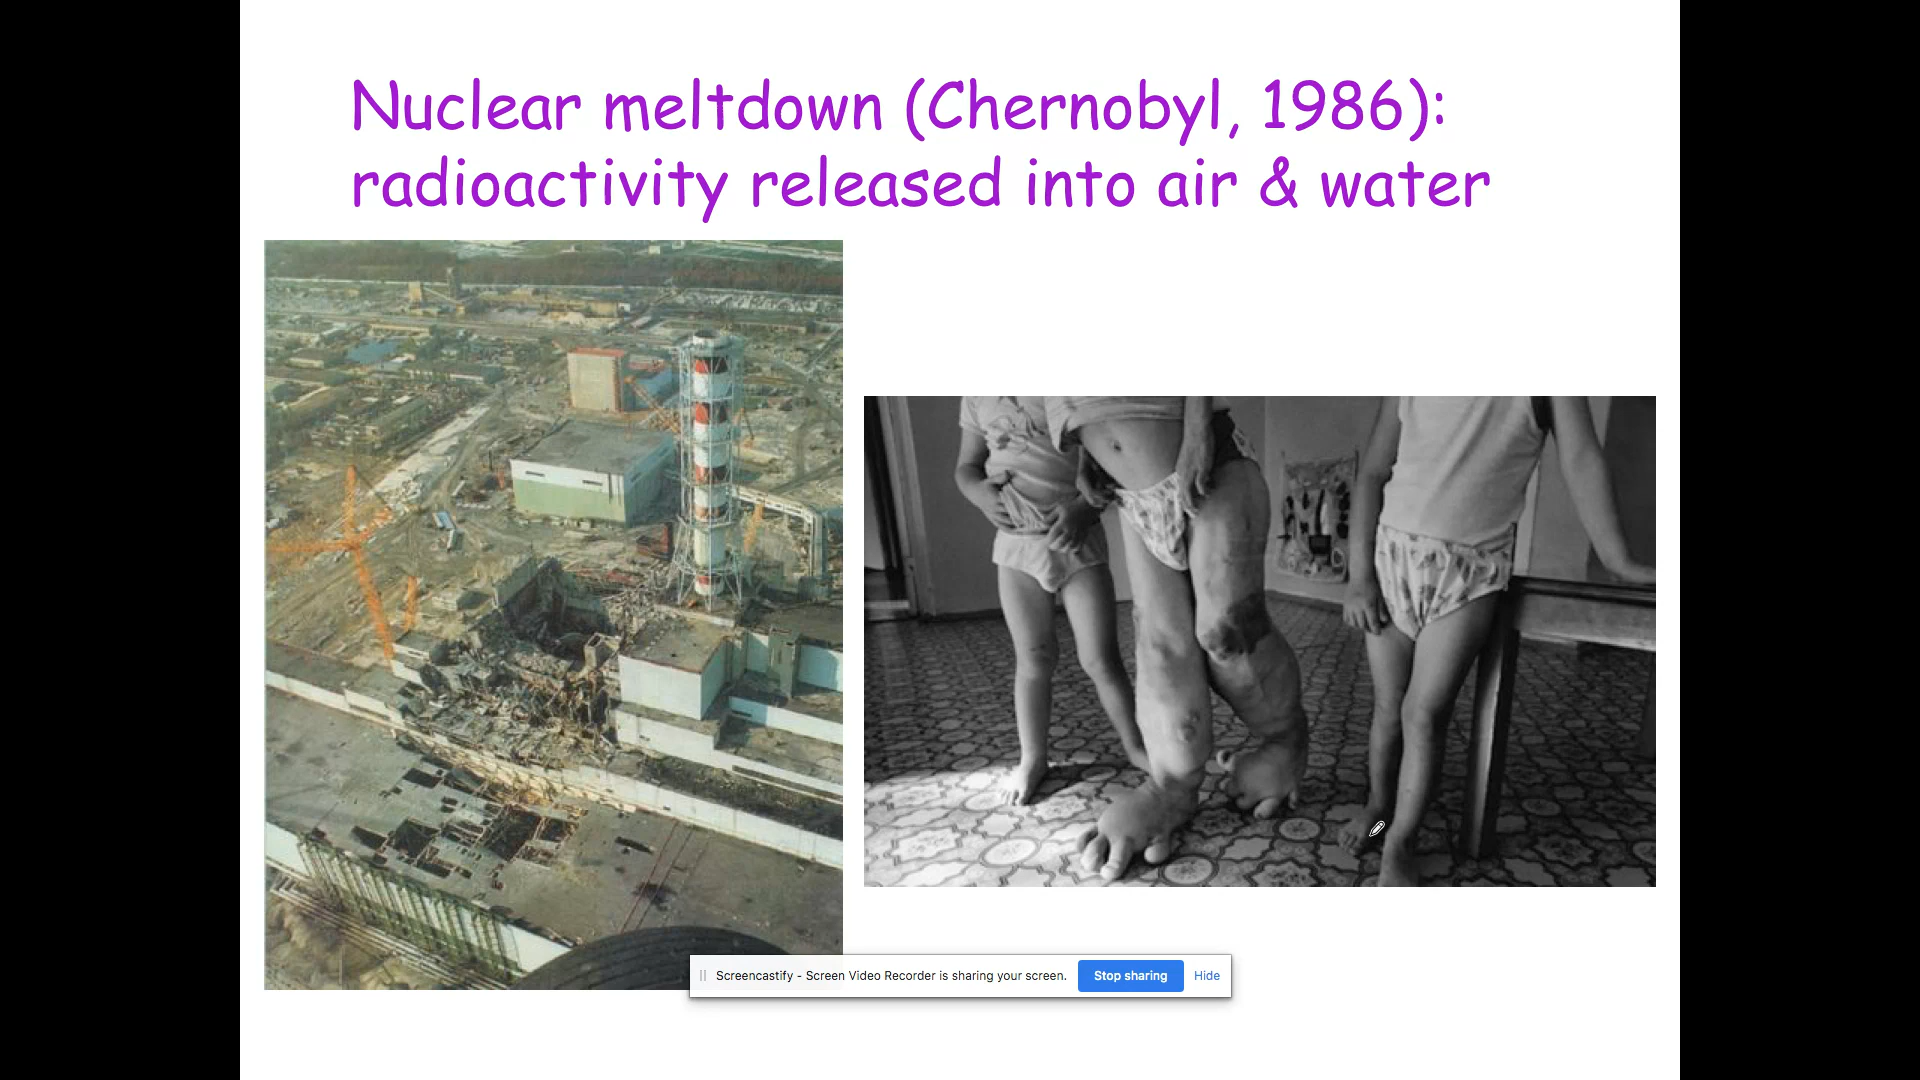 Nuclear meltdown (Chernobyl, 1986):
radioactivity released into air & water
Screencastify - Screen Video Recorder is sharing your screen. Stop sharing Hide